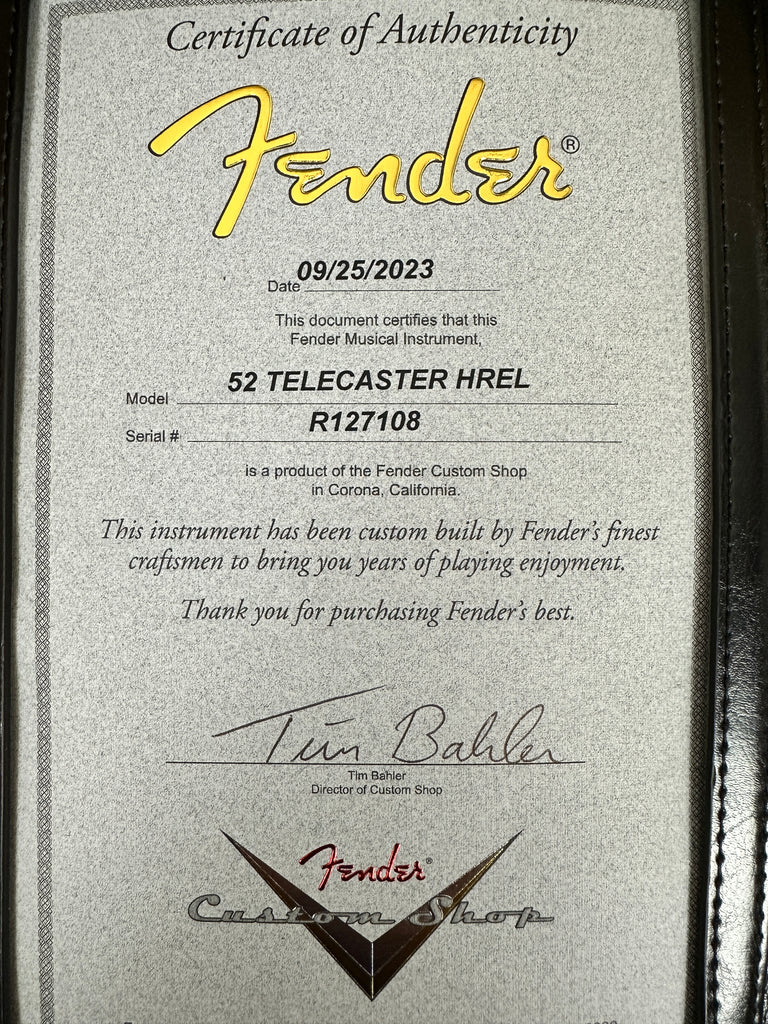 Certificate of Authenticity
Fender®
09/25/2023
Date
This document certifies that this
Fender Musical Instrument,
52 TELECASTER HREL
Model
R127108
Serial #
is a product of the Fender Custom Shop
in Corona, California.
This instrument has been custom built by Fender's finest
craftsmen to bring you years of playing enjoyment.
Thank you for purchasing Fender's best.
Tim Bahler
Tim Bahler
Director of Custom Shop
Fender®
Custom Shop